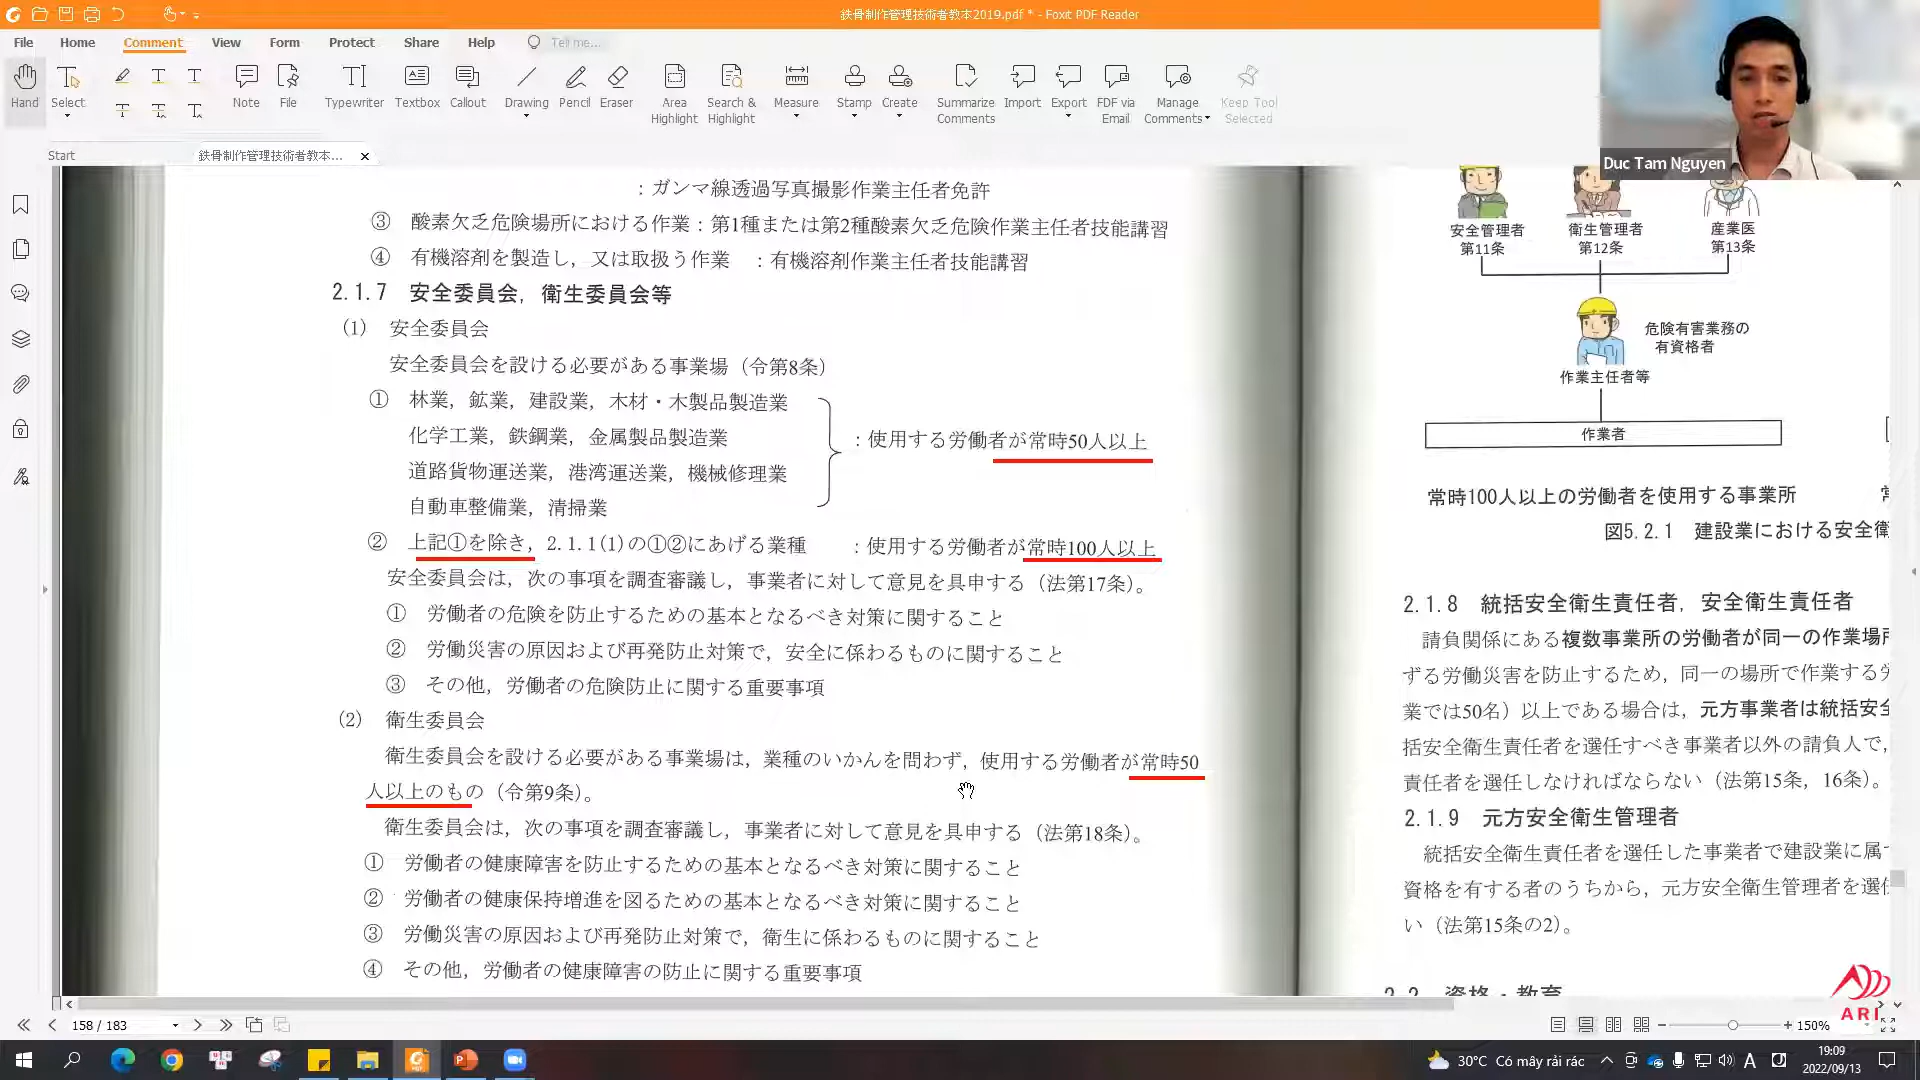 鉄骨制作管理技術者教本2019.pdf * - Foxit PDF Reader
File Home Comment View Form Protect Share Help Tell me...
Hand Select Note File Typewriter Textbox Callout Drawing Pencil Eraser Area Highlight Search & Highlight Measure Stamp Create Summarize Comments Import Export PDF via Email Manage Comments Keep Tool Selected
Duc Tam Nguyen
Start 鉄骨制作管理技術者教本... ×
：ガンマ線透過写真撮影作業主任者免許
③ 酸素欠乏危険場所における作業：第1種または第2種酸素欠乏危険作業主任者技能講習
④ 有機溶剤を製造し，又は取扱う作業 ：有機溶剤作業主任者技能講習
2.1.7 安全委員会，衛生委員会等
(1) 安全委員会
安全委員会を設ける必要がある事業場（令第8条）
① 林業，鉱業，建設業，木材・木製品製造業
化学工業，鉄鋼業，金属製品製造業
：使用する労働者が常時50人以上
道路貨物運送業，港湾運送業，機械修理業
自動車整備業，清掃業
② 上記①を除き，2.1.1(1)の①②にあげる業種 ：使用する労働者が常時100人以上
安全委員会は，次の事項を調査審議し，事業者に対して意見を具申する（法第17条）。
① 労働者の危険を防止するための基本となるべき対策に関すること
② 労働災害の原因および再発防止対策で，安全に係わるものに関すること
③ その他，労働者の危険防止に関する重要事項
(2) 衛生委員会
衛生委員会を設ける必要がある事業場は，業種のいかんを問わず，使用する労働者が常時50
人以上のもの（令第9条）。
衛生委員会は，次の事項を調査審議し，事業者に対して意見を具申する（法第18条）。
① 労働者の健康障害を防止するための基本となるべき対策に関すること
② 労働者の健康保持増進を図るための基本となるべき対策に関すること
③ 労働災害の原因および再発防止対策で，衛生に係わるものに関すること
④ その他，労働者の健康障害の防止に関する重要事項
安全管理者 衛生管理者 産業医
第11条 第12条 第13条
危険有害業務の
有資格者
作業主任者等
作業者
常時100人以上の労働者を使用する事業所
図5.2.1 建設業における安全衛
2.1.8 統括安全衛生責任者，安全衛生責任者
請負関係にある複数事業所の労働者が同一の作業場所
ずる労働災害を防止するため，同一の場所で作業する労
業では50名）以上である場合は，元方事業者は統括安全
括安全衛生責任者を選任すべき事業者以外の請負人で，
責任者を選任しなければならない（法第15条，16条）。
2.1.9 元方安全衛生管理者
統括安全衛生責任者を選任した事業者で建設業に属す
資格を有する者のうちから，元方安全衛生管理者を選任
い（法第15条の2）。
2.2 資格・教育
ARI
158 / 183
150%
30°C Có mây rải rác
19:09
2022/09/13